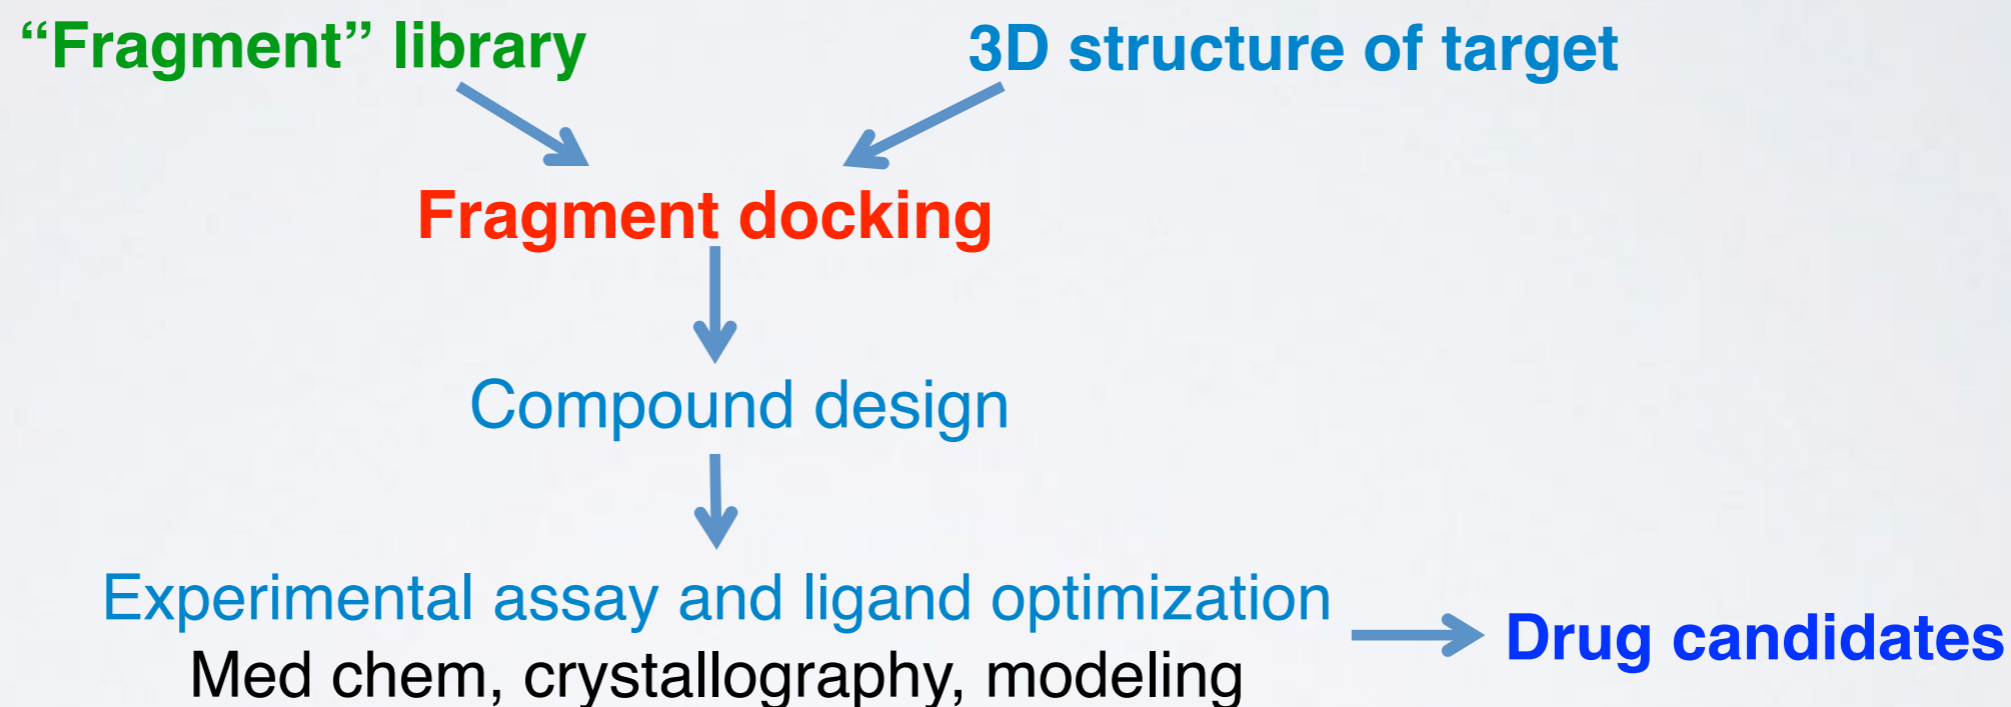 “Fragment” library
3D structure of target
Fragment docking
Compound design
Experimental assay and ligand optimization
Med chem, crystallography, modeling
Drug candidates